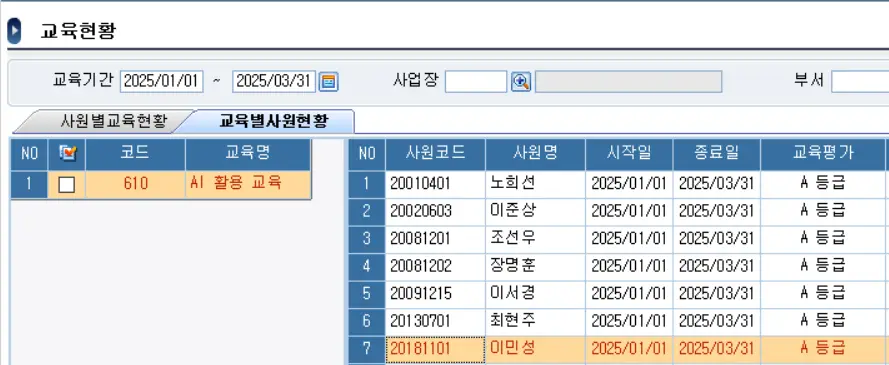 교육현황
교육기간 2025/01/01 ~ 2025/03/31 사업장 부서
사원별교육현황 교육별사원현황
NO 코드 교육명
1 610 AI 활용 교육
NO 사원코드 사원명 시작일 종료일 교육평가
1 20010401 노희선 2025/01/01 2025/03/31 A 등급
2 20020603 이준상 2025/01/01 2025/03/31 A 등급
3 20081201 조선우 2025/01/01 2025/03/31 A 등급
4 20081202 장명훈 2025/01/01 2025/03/31 A 등급
5 20091215 이서경 2025/01/01 2025/03/31 A 등급
6 20130701 최현주 2025/01/01 2025/03/31 A 등급
7 20181101 이민성 2025/01/01 2025/03/31 A 등급